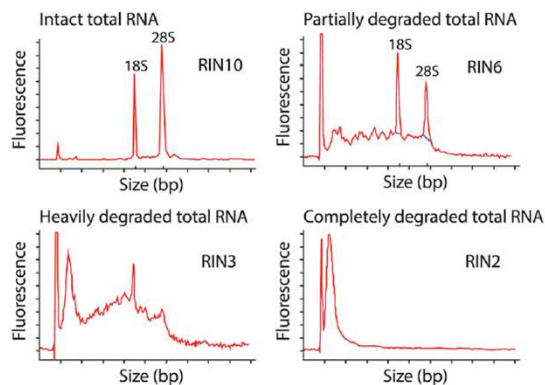 Intact total RNA
28S
18S
RIN10
Fluorescence
Size (bp)
Partially degraded total RNA
18S
28S
RIN6
Fluorescence
Size (bp)
Heavily degraded total RNA
RIN3
Fluorescence
Size (bp)
Completely degraded total RNA
RIN2
Fluorescence
Size (bp)